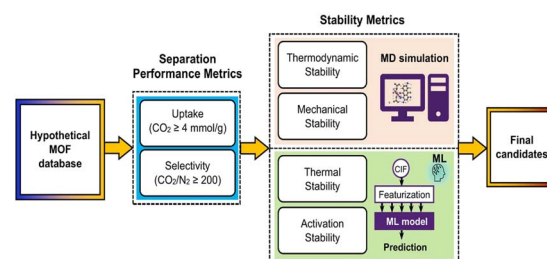 Stability Metrics
Separation
Performance Metrics
Hypothetical
MOF
database
Uptake
(CO₂ ≥ 4 mmol/g)
Selectivity
(CO₂/N₂ ≥ 200)
Thermodynamic
Stability
Mechanical
Stability
MD simulation
Thermal
Stability
Activation
Stability
ML
CIF
Featurization
ML model
Prediction
Final
candidates